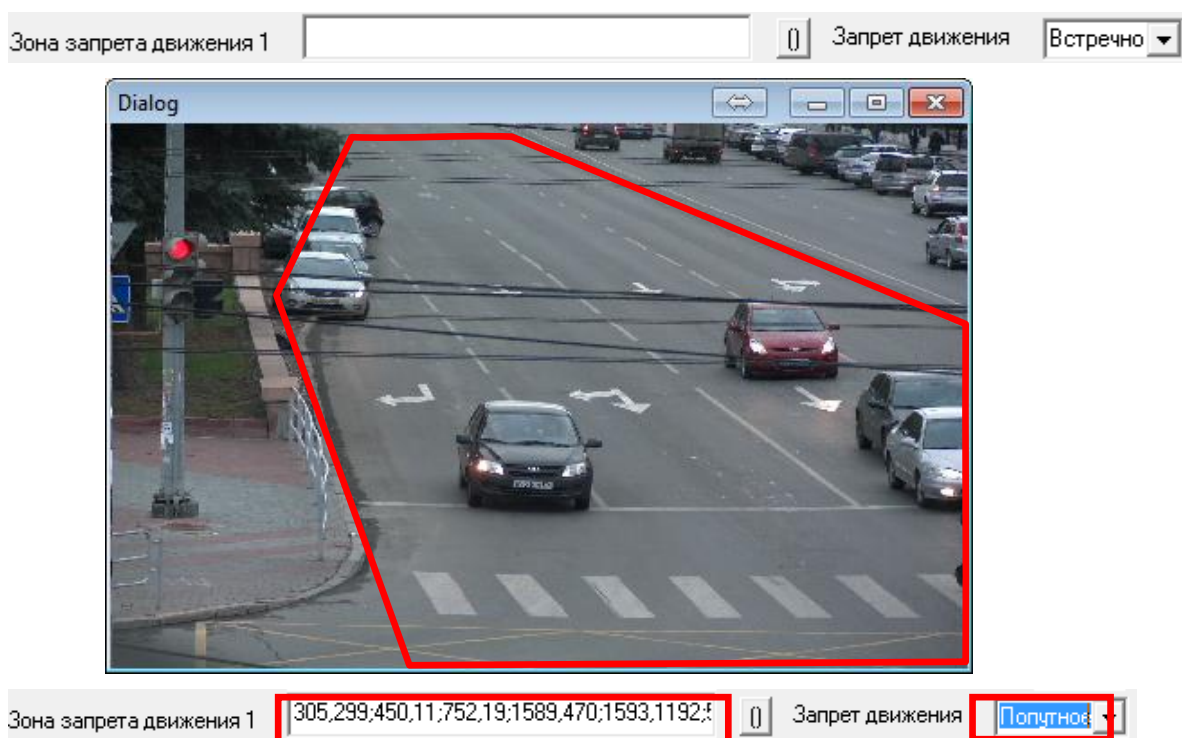 Зона запрета движения 1 () Запрет движения Встречно
Dialog
Зона запрета движения 1 305,299;450,11;752,19;1589,470;1593,1192; () Запрет движения Попутное